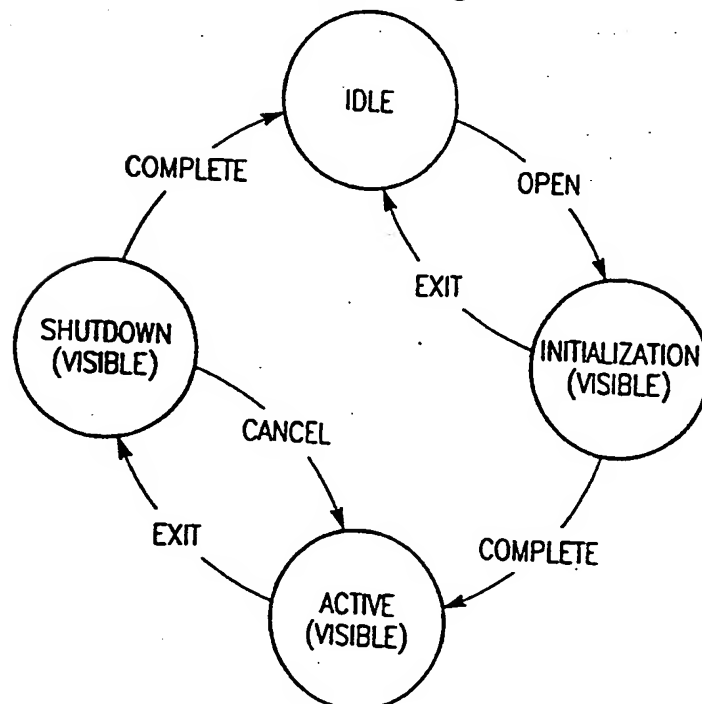 IDLE
COMPLETE
OPEN
EXIT
SHUTDOWN
(VISIBLE)
INITIALIZATION
(VISIBLE)
CANCEL
EXIT
COMPLETE
ACTIVE
(VISIBLE)